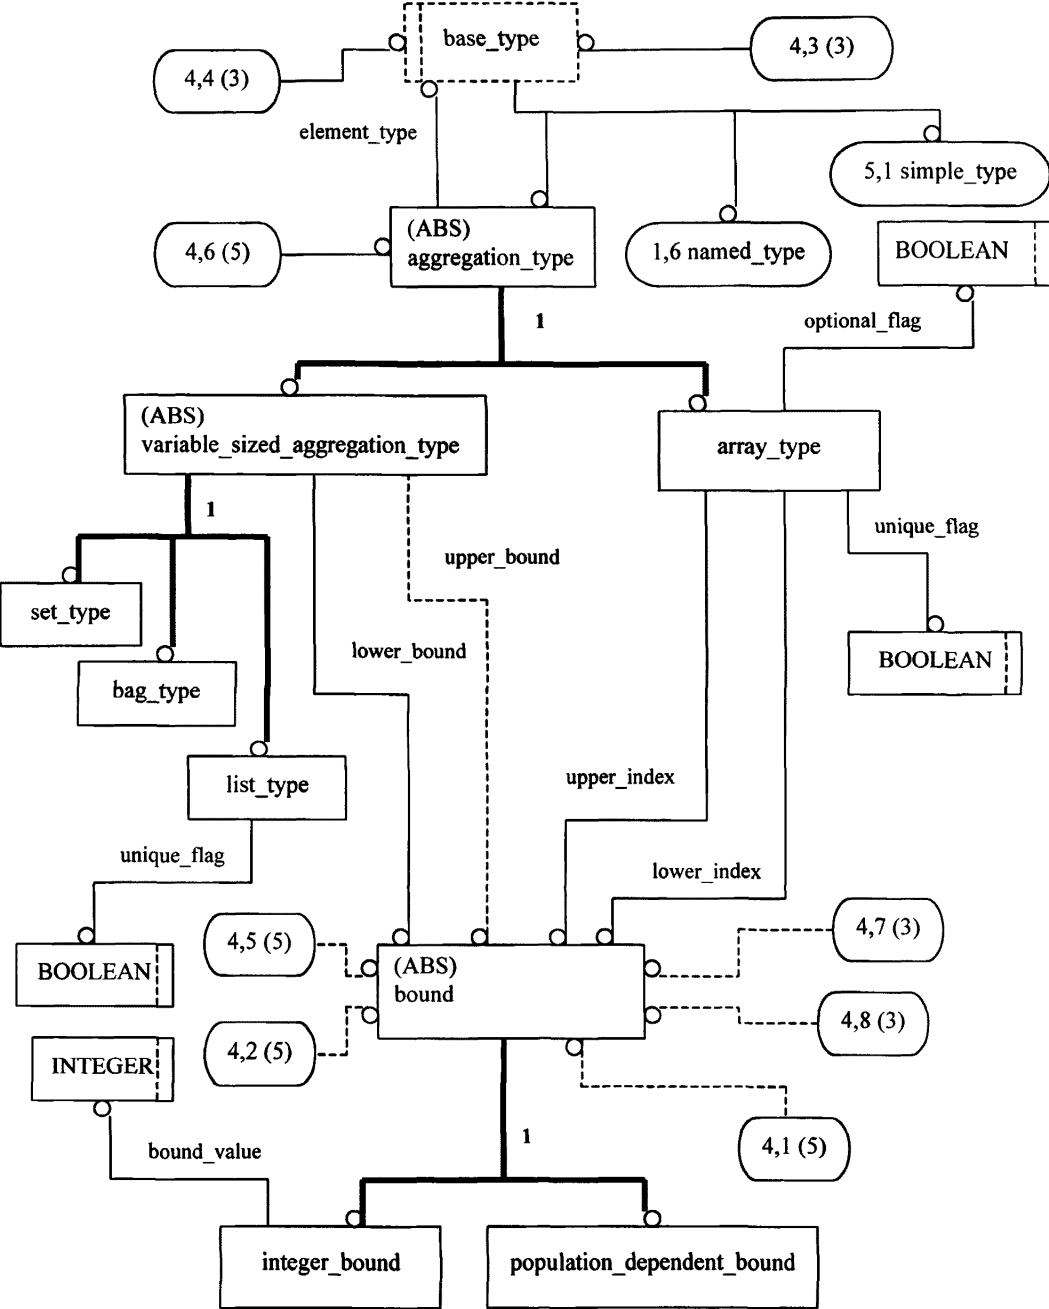 base_type
4,3 (3)
4,4 (3)
element_type
5,1 simple_type
(ABS)
aggregation_type
4,6 (5)
1,6 named_type
BOOLEAN
1
optional_flag
(ABS)
variable_sized_aggregation_type
array_type
1
upper_bound
unique_flag
set_type
lower_bound
BOOLEAN
bag_type
upper_index
list_type
unique_flag
lower_index
4,5 (5)
4,7 (3)
BOOLEAN
(ABS)
bound
4,2 (5)
4,8 (3)
INTEGER
1
4,1 (5)
bound_value
integer_bound
population_dependent_bound